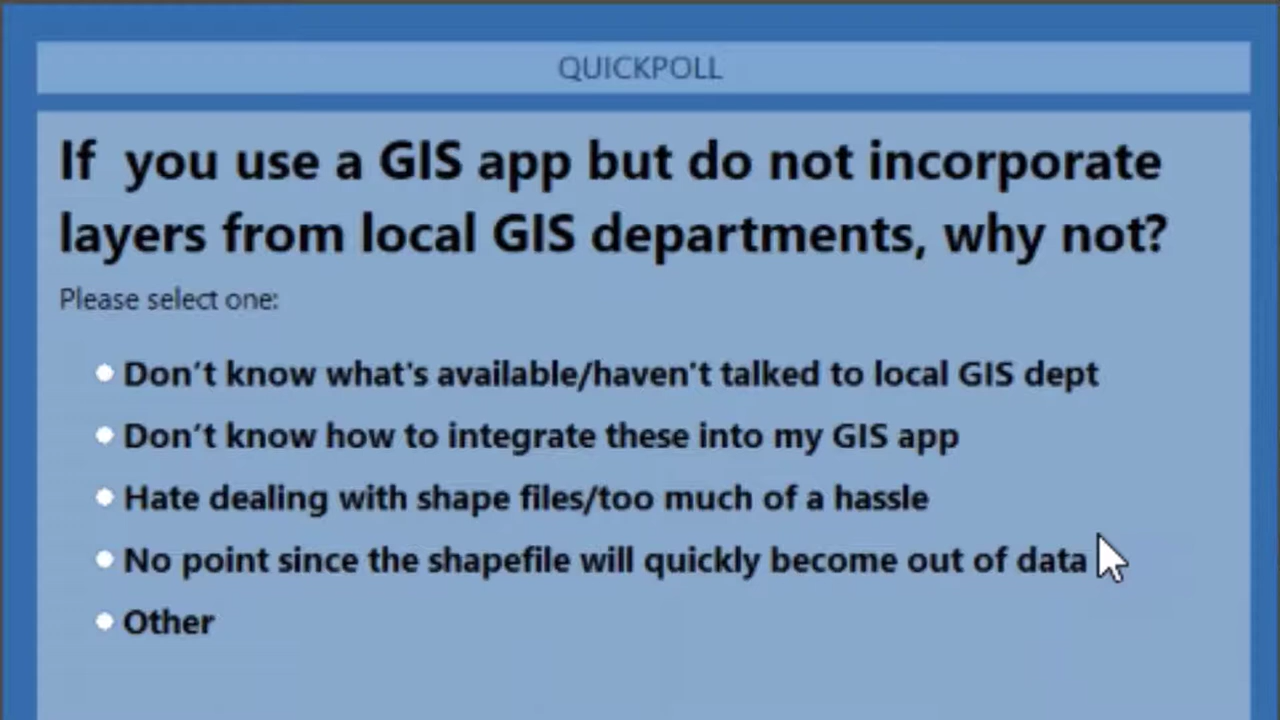 QUICKPOLL
If  you use a GIS app but do not incorporate
layers from local GIS departments, why not?
Please select one:
Don’t know what's available/haven't talked to local GIS dept
Don’t know how to integrate these into my GIS app
Hate dealing with shape files/too much of a hassle
No point since the shapefile will quickly become out of data
Other